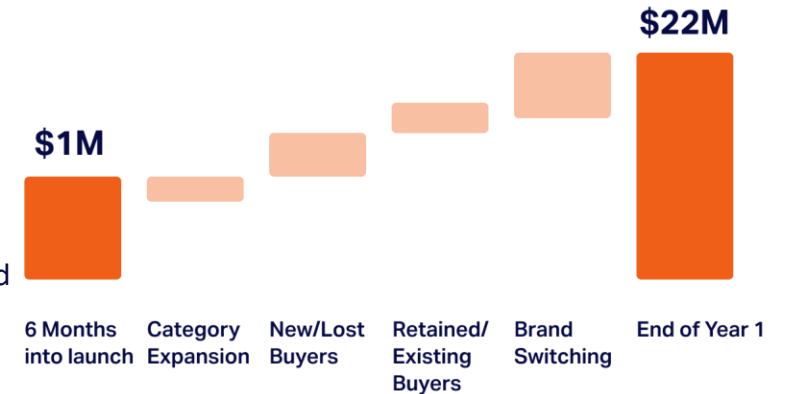 $22M
$1M
d
6 Months
into launch
Category
Expansion
New/Lost
Buyers
Retained/
Existing
Buyers
Brand
Switching
End of Year 1